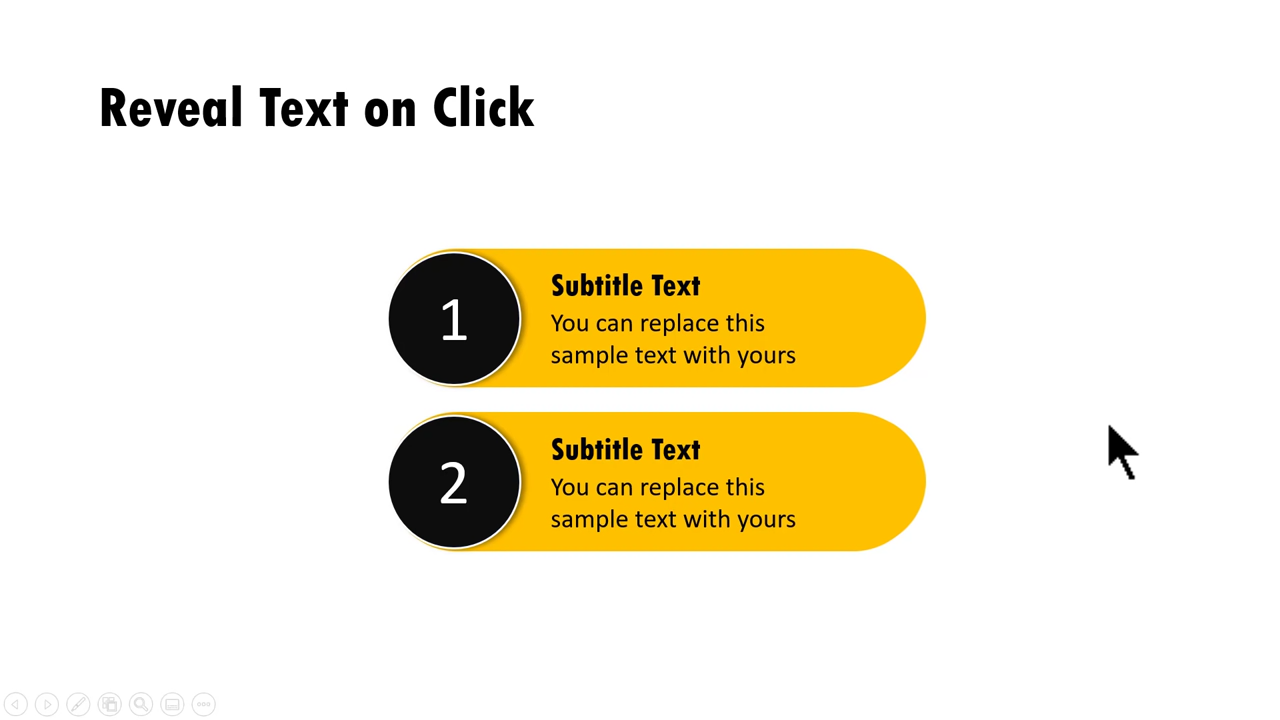 Reveal Text on Click
1
Subtitle Text
You can replace this
sample text with yours
2
Subtitle Text
You can replace this
sample text with yours